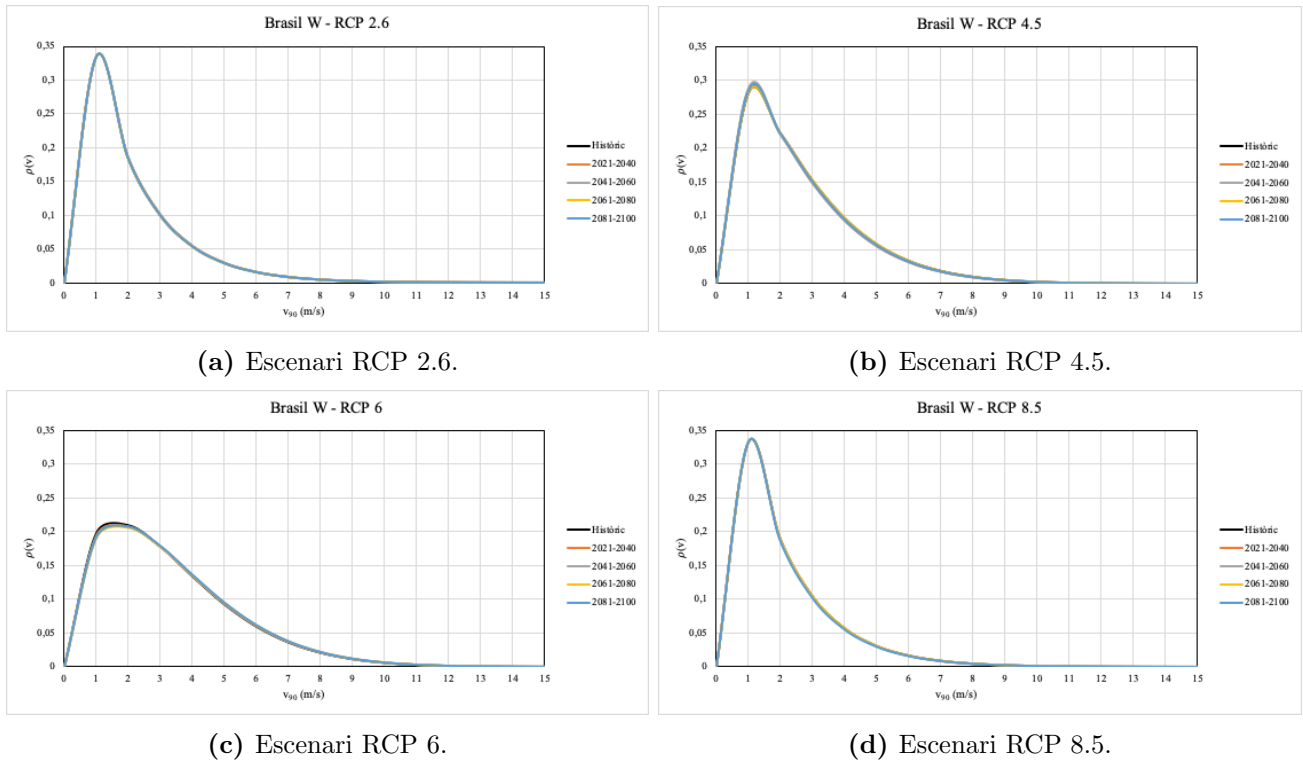 Brasil W - RCP 2.6
0,35
0,3
0,25
0,2
0,15
0,1
0,05
0
ρ(v)
0 1 2 3 4 5 6 7 8 9 10 11 12 13 14 15
v90 (m/s)
Històric
2021-2040
2041-2060
2061-2080
2081-2100
(a) Escenari RCP 2.6.
Brasil W - RCP 4.5
0,35
0,3
0,25
0,2
0,15
0,1
0,05
0
ρ(v)
0 1 2 3 4 5 6 7 8 9 10 11 12 13 14 15
v90 (m/s)
Històric
2021-2040
2041-2060
2061-2080
2081-2100
(b) Escenari RCP 4.5.
Brasil W - RCP 6
0,35
0,3
0,25
0,2
0,15
0,1
0,05
0
ρ(v)
0 1 2 3 4 5 6 7 8 9 10 11 12 13 14 15
v90 (m/s)
Històric
2021-2040
2041-2060
2061-2080
2081-2100
(c) Escenari RCP 6.
Brasil W - RCP 8.5
0,35
0,3
0,25
0,2
0,15
0,1
0,05
0
ρ(v)
0 1 2 3 4 5 6 7 8 9 10 11 12 13 14 15
v90 (m/s)
Històric
2021-2040
2041-2060
2061-2080
2081-2100
(d) Escenari RCP 8.5.